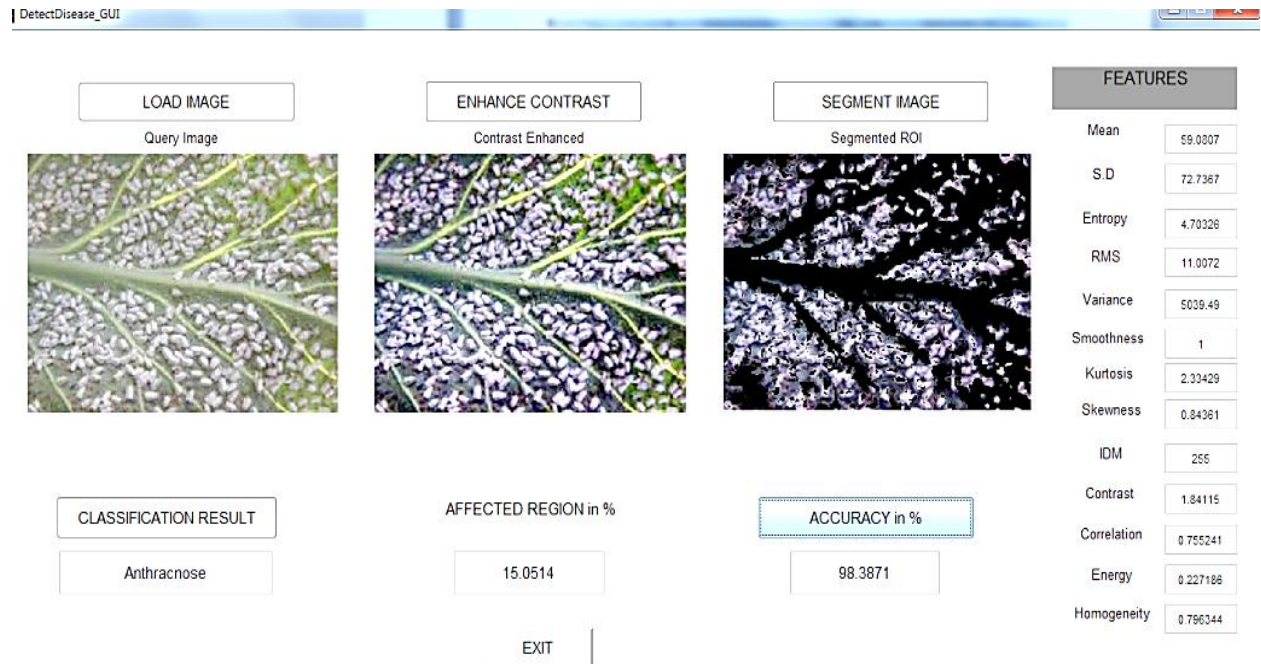 DetectDisease_GUI
LOAD IMAGE
ENHANCE CONTRAST
SEGMENT IMAGE
FEATURES
Query Image
Contrast Enhanced
Segmented ROI
Mean 59.0807
S.D 72.7367
Entropy 4.70326
RMS 11.0072
Variance 5039.49
Smoothness 1
Kurtosis 2.33429
Skewness 0.84361
IDM 255
Contrast 1.84115
Correlation 0.755241
Energy 0.227186
Homogeneity 0.796344
CLASSIFICATION RESULT
AFFECTED REGION in %
ACCURACY in %
Anthracnose
15.0514
98.3871
EXIT